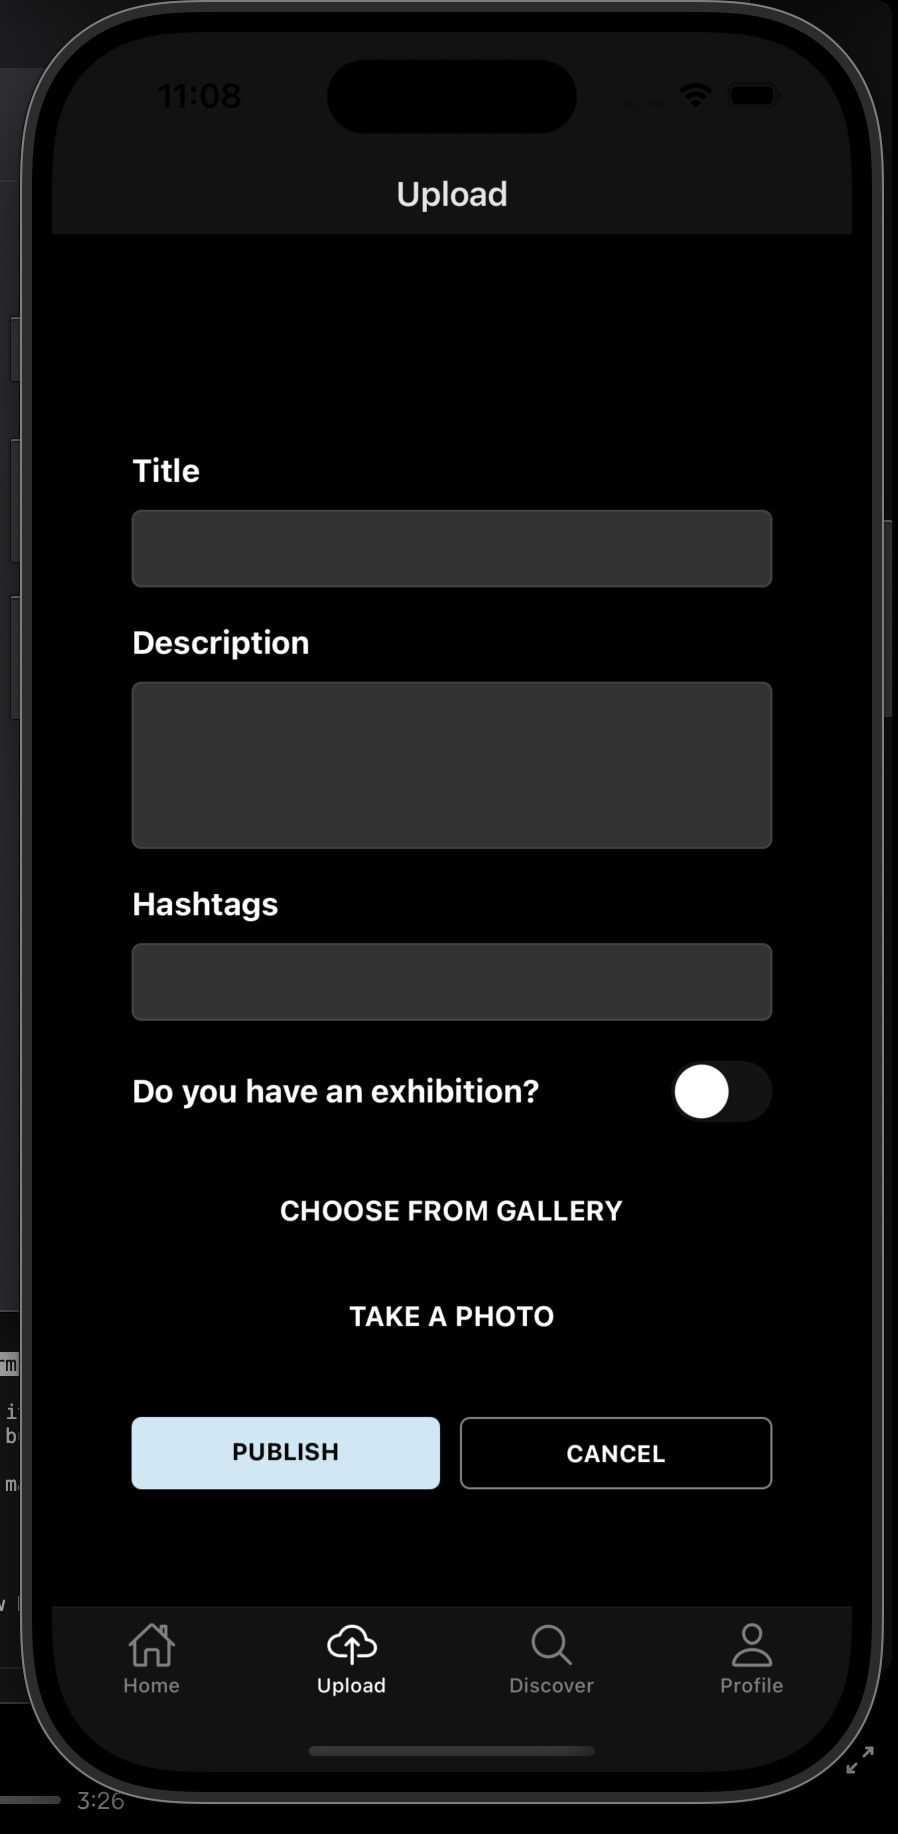 11:08
Upload
Title
Description
Hashtags
Do you have an exhibition?
CHOOSE FROM GALLERY
TAKE A PHOTO
PUBLISH
CANCEL
Home
Upload
Discover
Profile
3:26